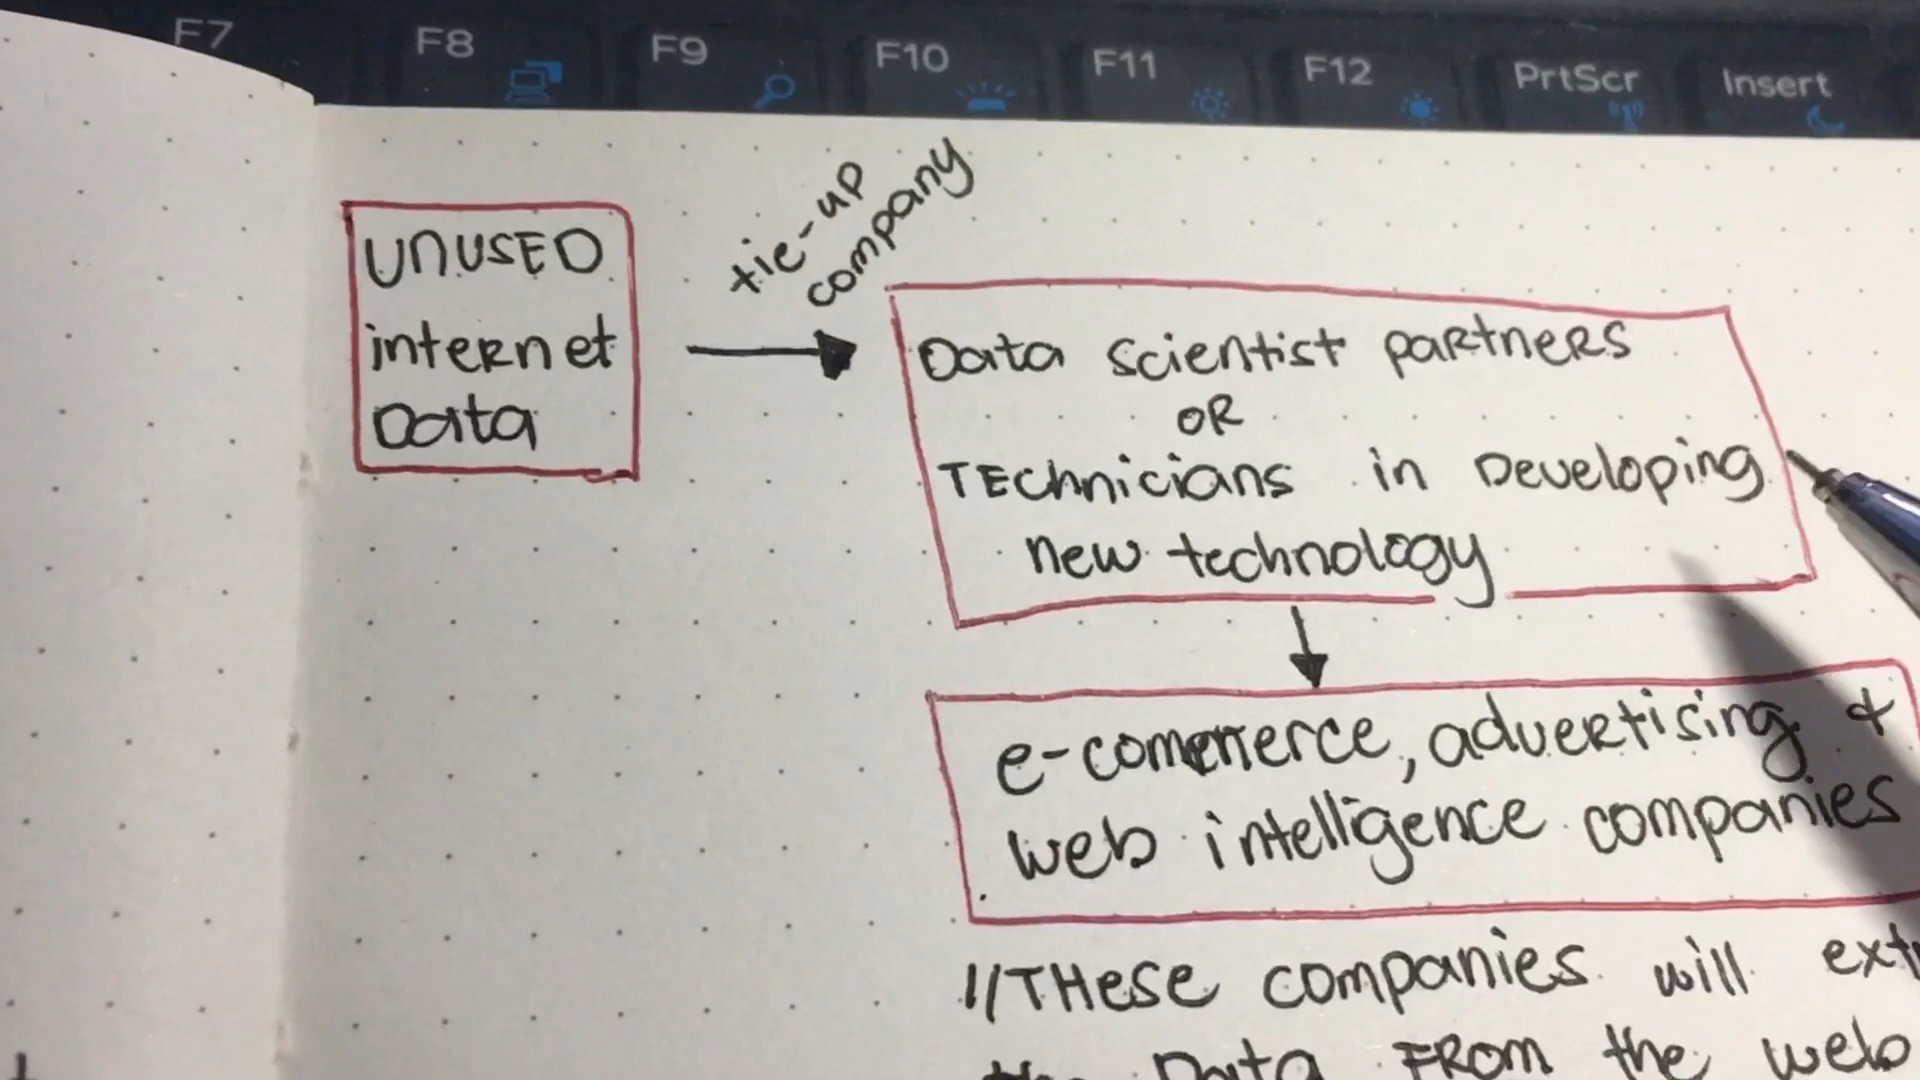 F7 F8 F9 F10 F11 F12 PrtScr Insert
UNUSED
internet
Data
tie-up
company
Data scientist partners
OR
TEchnicians in Developing
new technology
e-commerce, advertising &
web intelligence companies
//THese companies will
Data FROM the web